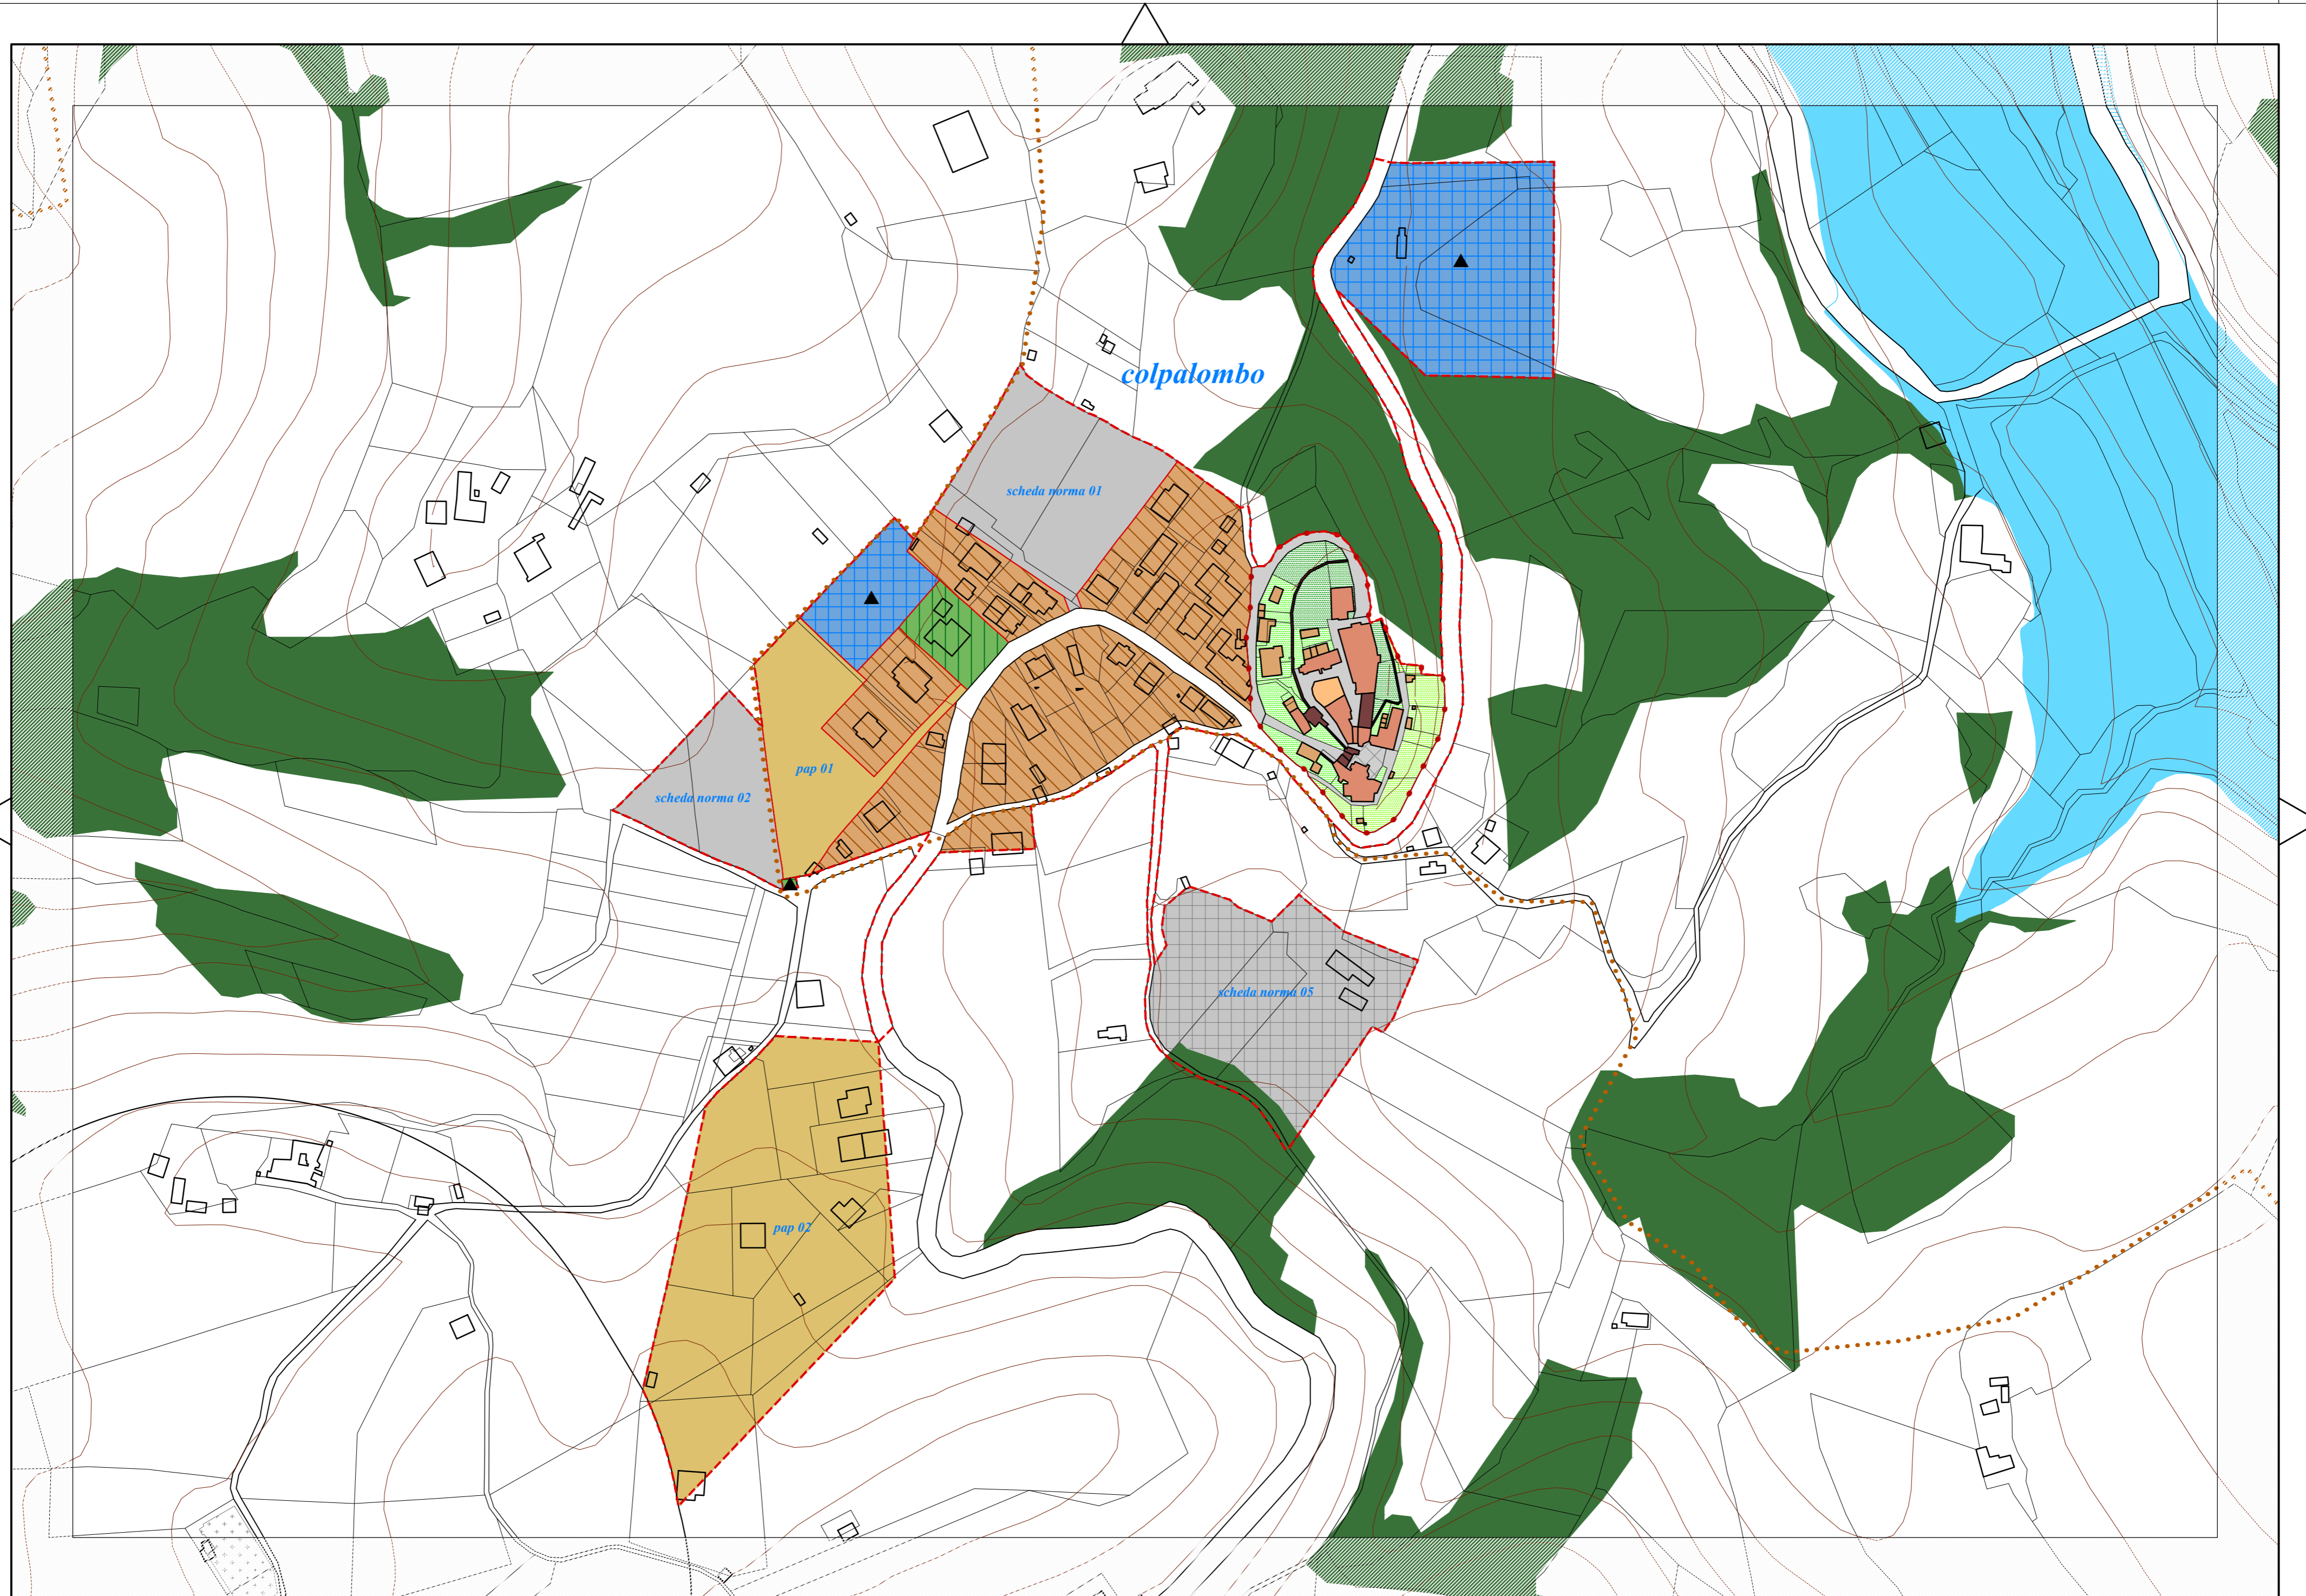 colpalombo
scheda norma 01
pap 01
scheda norma 02
scheda norma 05
pap 02